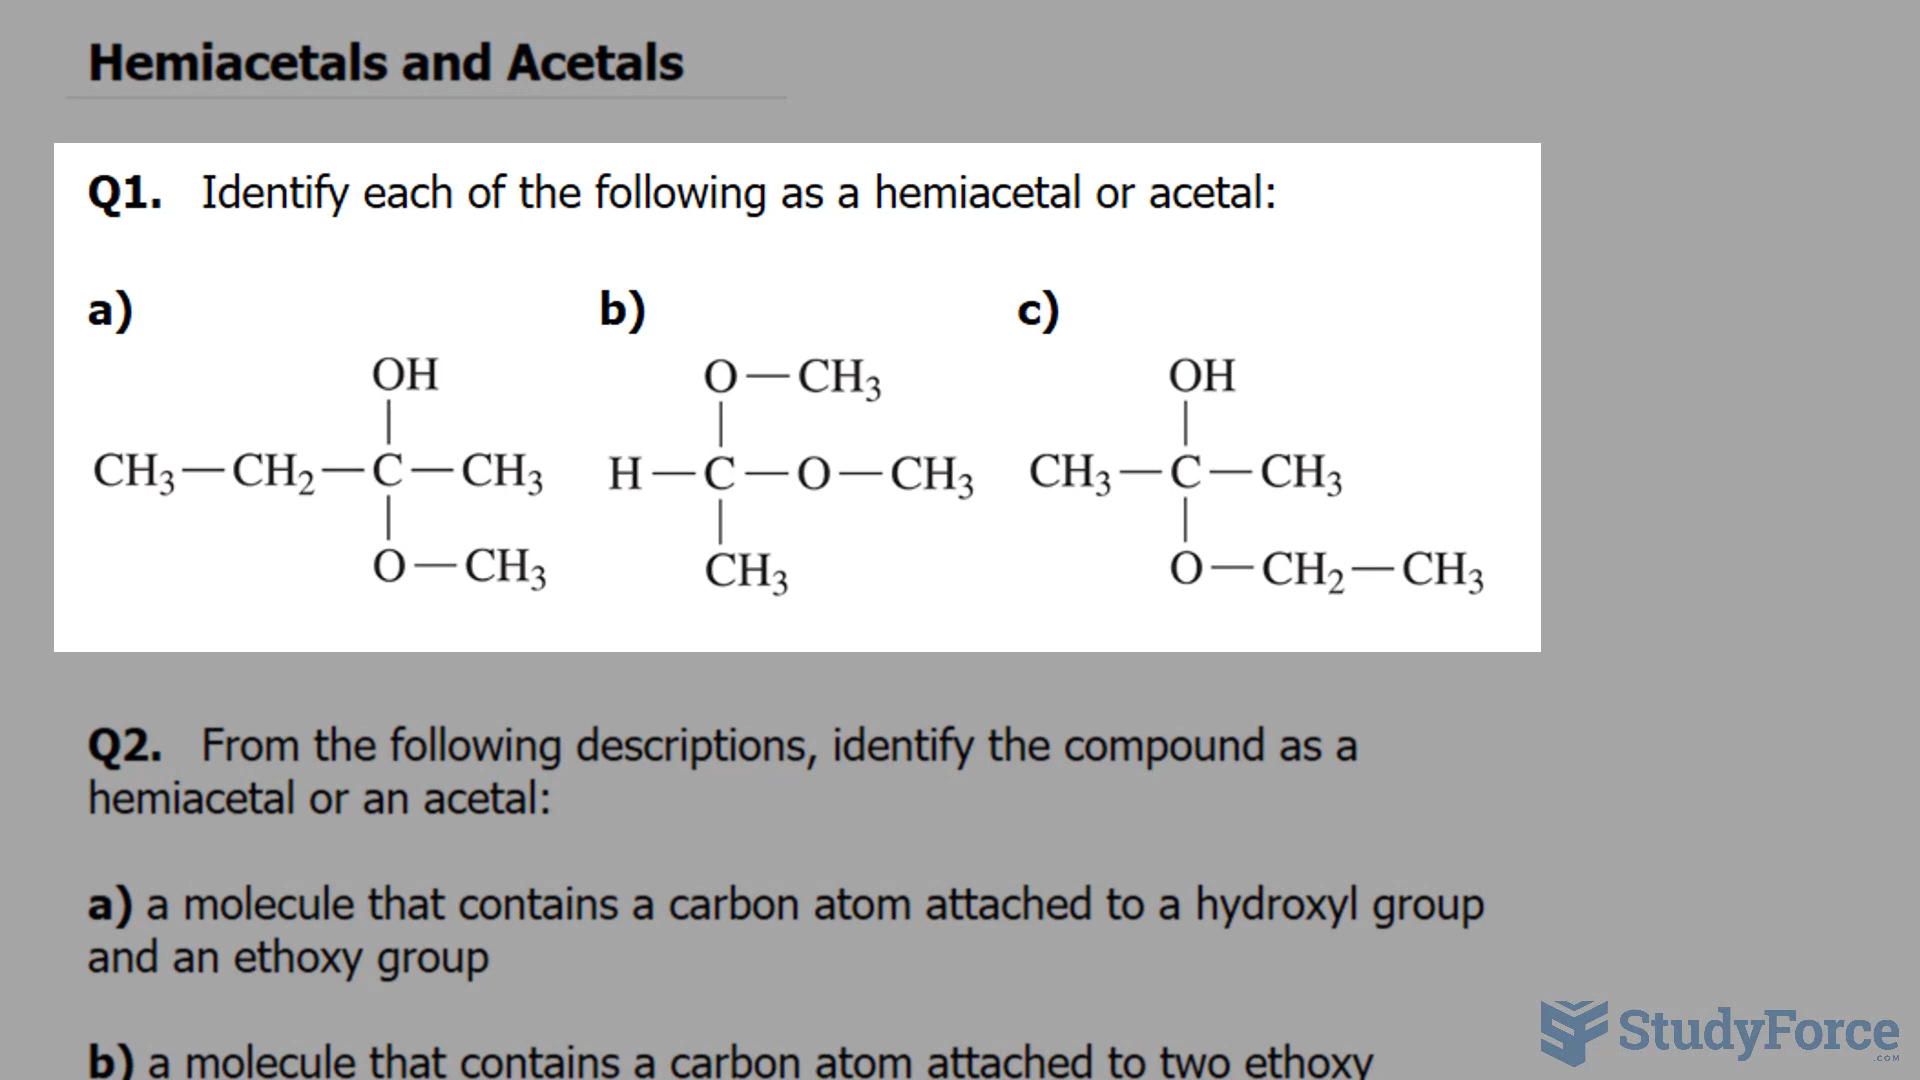 Hemiacetals and Acetals
Q1. Identify each of the following as a hemiacetal or acetal:
a) b) c)
OH O—CH₃ OH
CH₃—CH₂—C—CH₃ H—C—O—CH₃ CH₃—C—CH₃
O—CH₃ CH₃ O—CH₂—CH₃
Q2. From the following descriptions, identify the compound as a
hemiacetal or an acetal:
a) a molecule that contains a carbon atom attached to a hydroxyl group
and an ethoxy group
b) a molecule that contains a carbon atom attached to two ethoxy
StudyForce
.COM